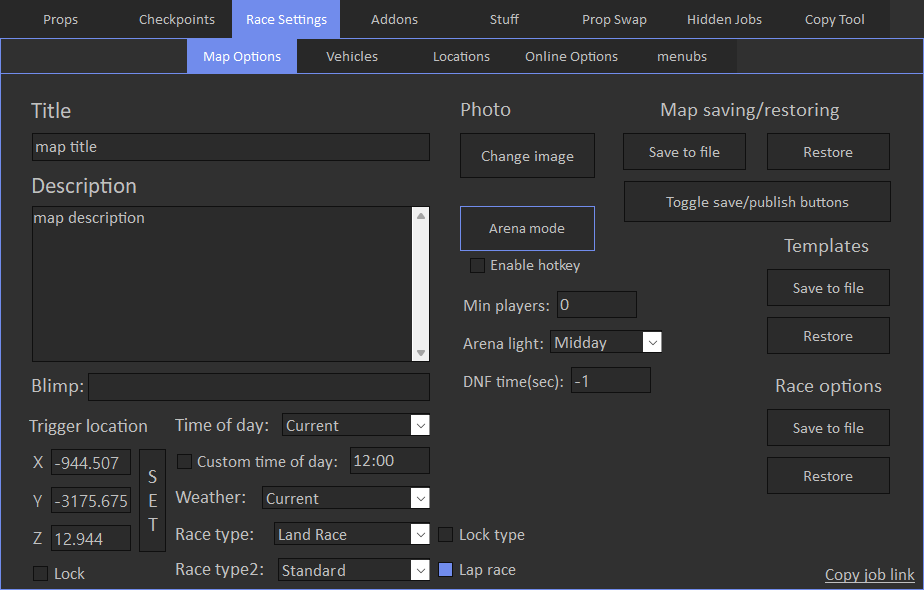 Props Checkpoints Race Settings Addons Stuff Prop Swap Hidden Jobs Copy Tool
Map Options Vehicles Locations Online Options menubs
Title
map title
Description
map description
Blimp:
Trigger location
X -944.507
Y -3175.675
Z 12.944
S
E
T
Lock
Time of day: Current
Custom time of day: 12:00
Weather: Current
Race type: Land Race Lock type
Race type2: Standard Lap race
Photo
Change image
Arena mode
Enable hotkey
Min players: 0
Arena light: Midday
DNF time(sec): -1
Map saving/restoring
Save to file Restore
Toggle save/publish buttons
Templates
Save to file
Restore
Race options
Save to file
Restore
Copy job link